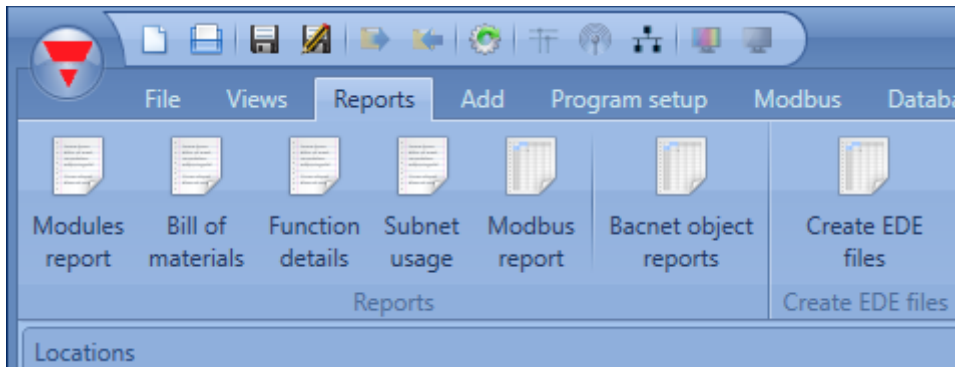 File Views Reports Add Program setup Modbus Databa
Modules Bill of Function Subnet Modbus Bacnet object Create EDE
report materials details usage report reports files
Reports Create EDE files
Locations